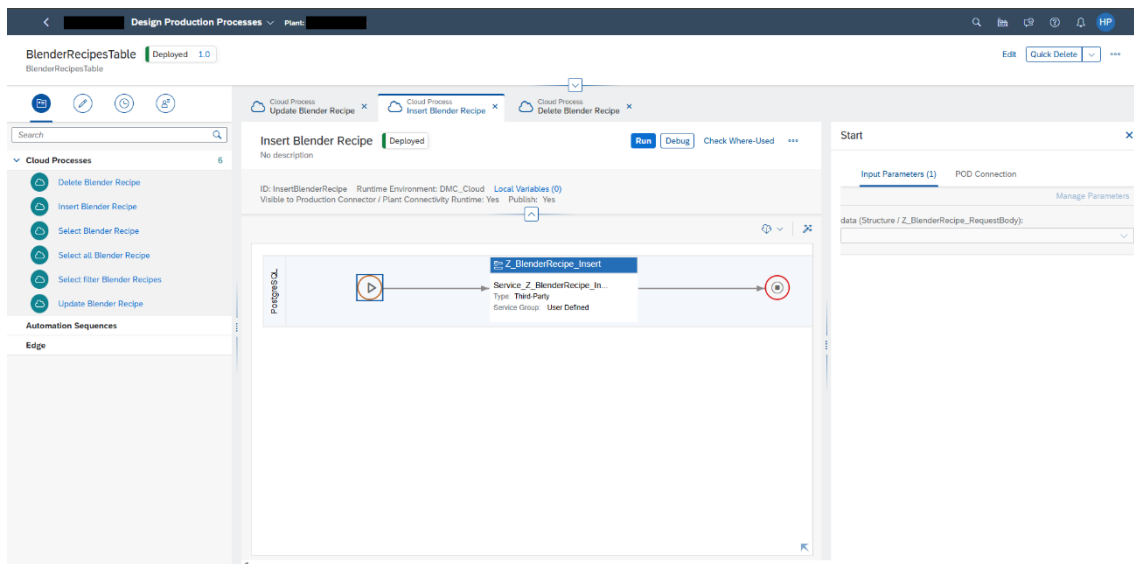 Design Production Processes Plant:
HP
BlenderRecipesTable Deployed 1.0
BlenderRecipesTable
Edit Quick Delete
Search
Cloud Processes 6
Delete Blender Recipe
Insert Blender Recipe
Select Blender Recipe
Select all Blender Recipe
Select filter Blender Recipes
Update Blender Recipe
Automation Sequences
Edge
Cloud Process
Update Blender Recipe
Cloud Process
Insert Blender Recipe
Cloud Process
Delete Blender Recipe
Insert Blender Recipe Deployed
No description
Run Debug Check Where-Used
ID: InsertBlenderRecipe Runtime Environment: DMC_Cloud Local Variables (0)
Visible to Production Connector / Plant Connectivity Runtime: Yes Publish: Yes
PostgreSQL
Z_BlenderRecipe_Insert
Service_Z_BlenderRecipe_In...
Type: Third-Party
Service Group: User Defined
Start
Input Parameters (1) POD Connection
Manage Parameters
data (Structure / Z_BlenderRecipe_RequestBody):